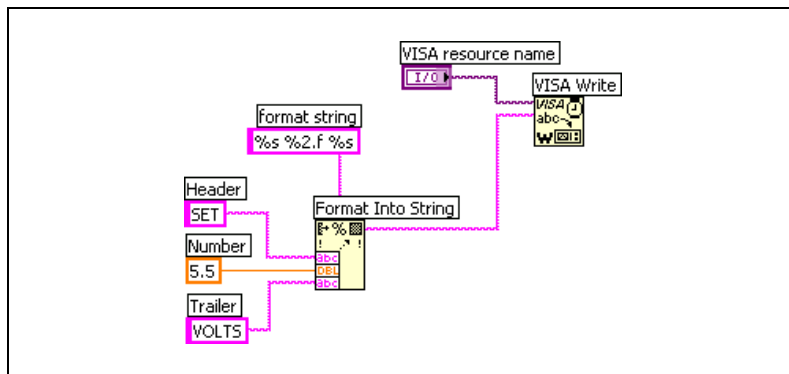 VISA resource name
I/O
VISA Write
VISA
abc
W
format string
%s %2.f %s
Header
SET
Format Into String
%
! !
abc
Number
DBL
5.5
abc
Trailer
VOLTS